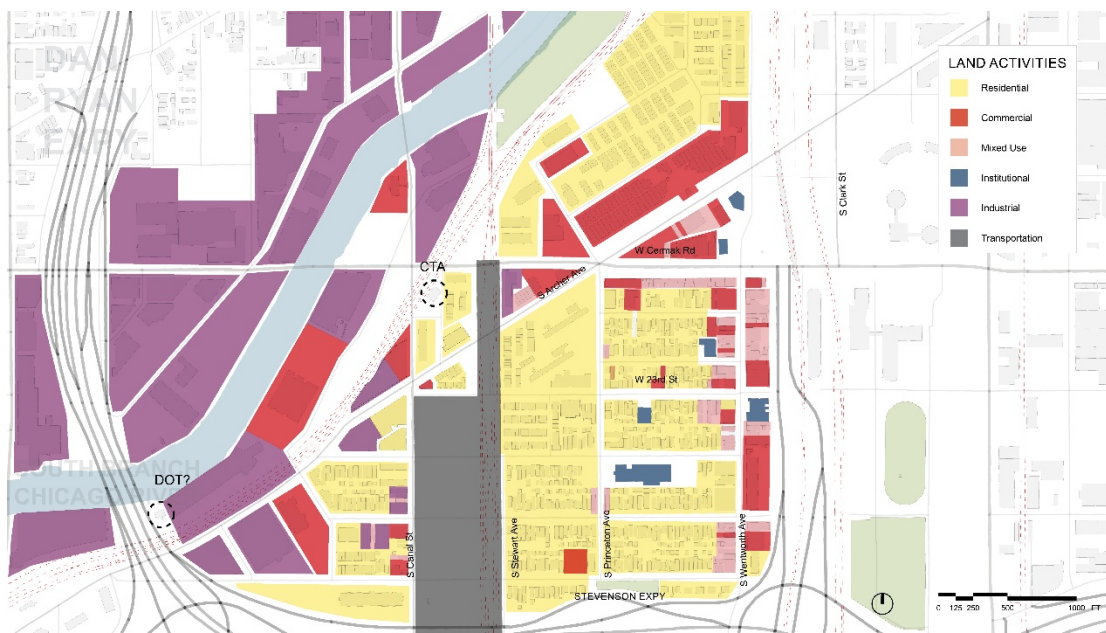 DAN
RYAN
EXPY
LAND ACTIVITIES
Residential
Commercial
Mixed Use
Institutional
Industrial
Transportation
S Clark St
W Cermak Rd
CTA
S Archer Ave
W 23rd St
SOUTH BRANCH
CHICAGO RIVER
DOT?
S Canal St
S Stewart Ave
S Princeton Ave
S Wentworth Ave
STEVENSON EXPY
0 125 250 500 1000 FT